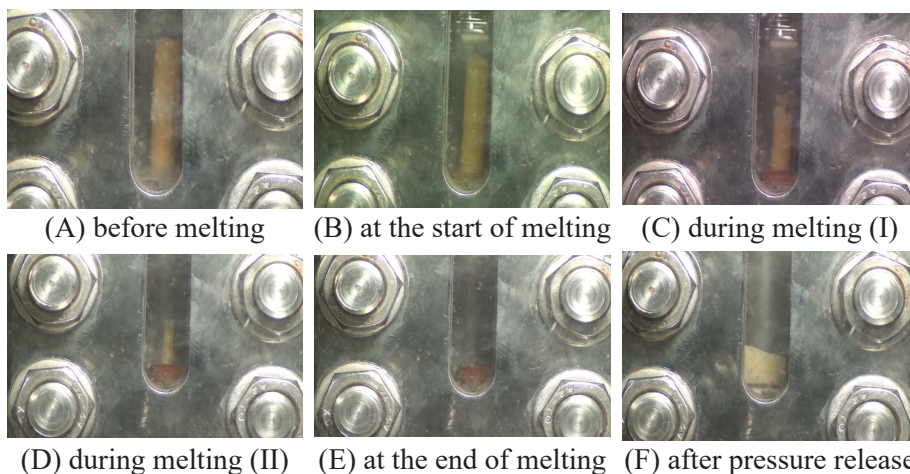 (A) before melting
(B) at the start of melting
(C) during melting (I)
(D) during melting (II)
(E) at the end of melting
(F) after pressure release